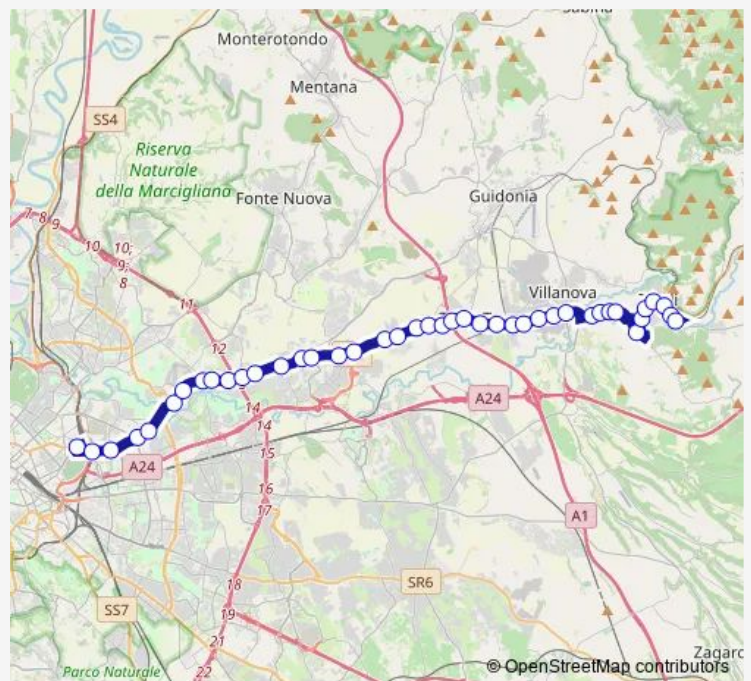 Sabina
Monterotondo
Mentana
SS4
Riserva
Naturale
della Marcigliana
Fonte Nuova
Guidonia
7
8
9
10
10;
9;
8
11
Villanova
12
14
14
A24
15
A24
16
17
A1
18
SR6
19
SS7
21
22
Parco Naturale
Zagaro
© OpenStreetMap contributors